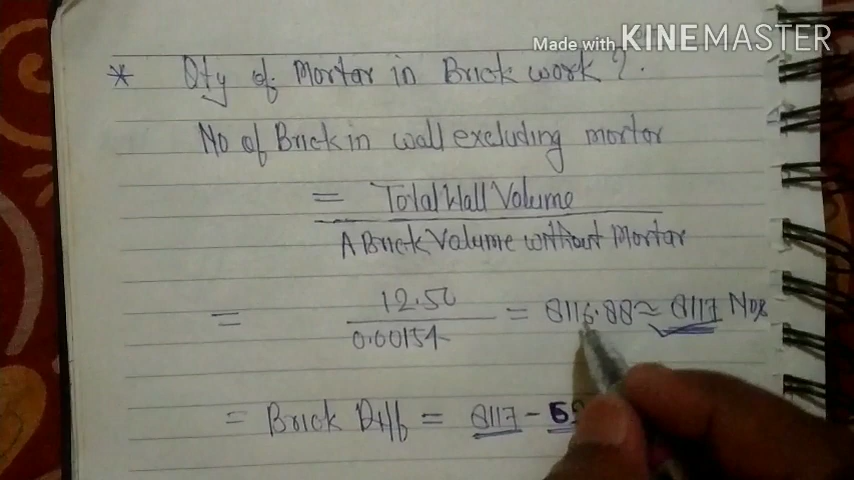 Made with KINEMASTER
* Qty of Mortar in Brick work ?.
No of Brick in wall excluding mortar
= Total Wall Volume
A Brick Volume without Mortar
= 12.50 = 8116.88 ≈ 8117 Nos
0.00154
= Brick Diff = 8117 -